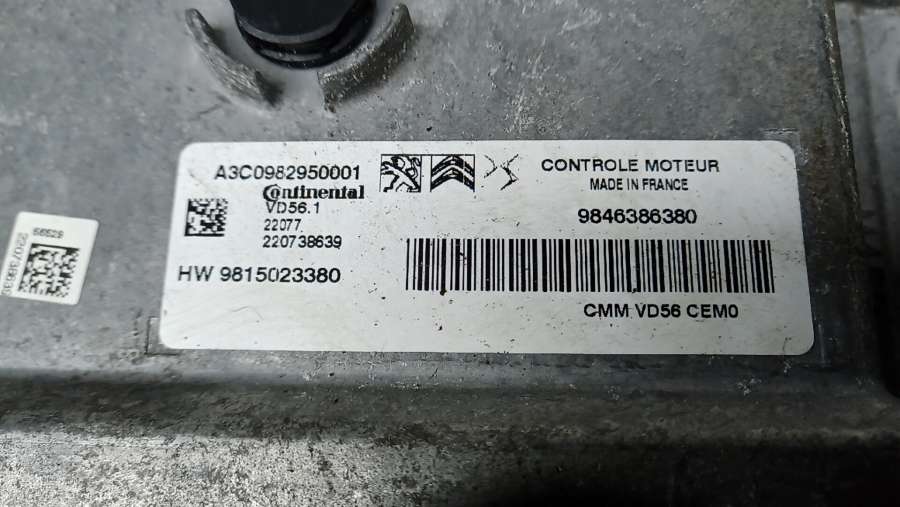 A3C0982950001
Continental
VD56.1
22077
220738639
HW 9815023380
CONTROLE MOTEUR
MADE IN FRANCE
9846386380
CMM VD56 CEM0